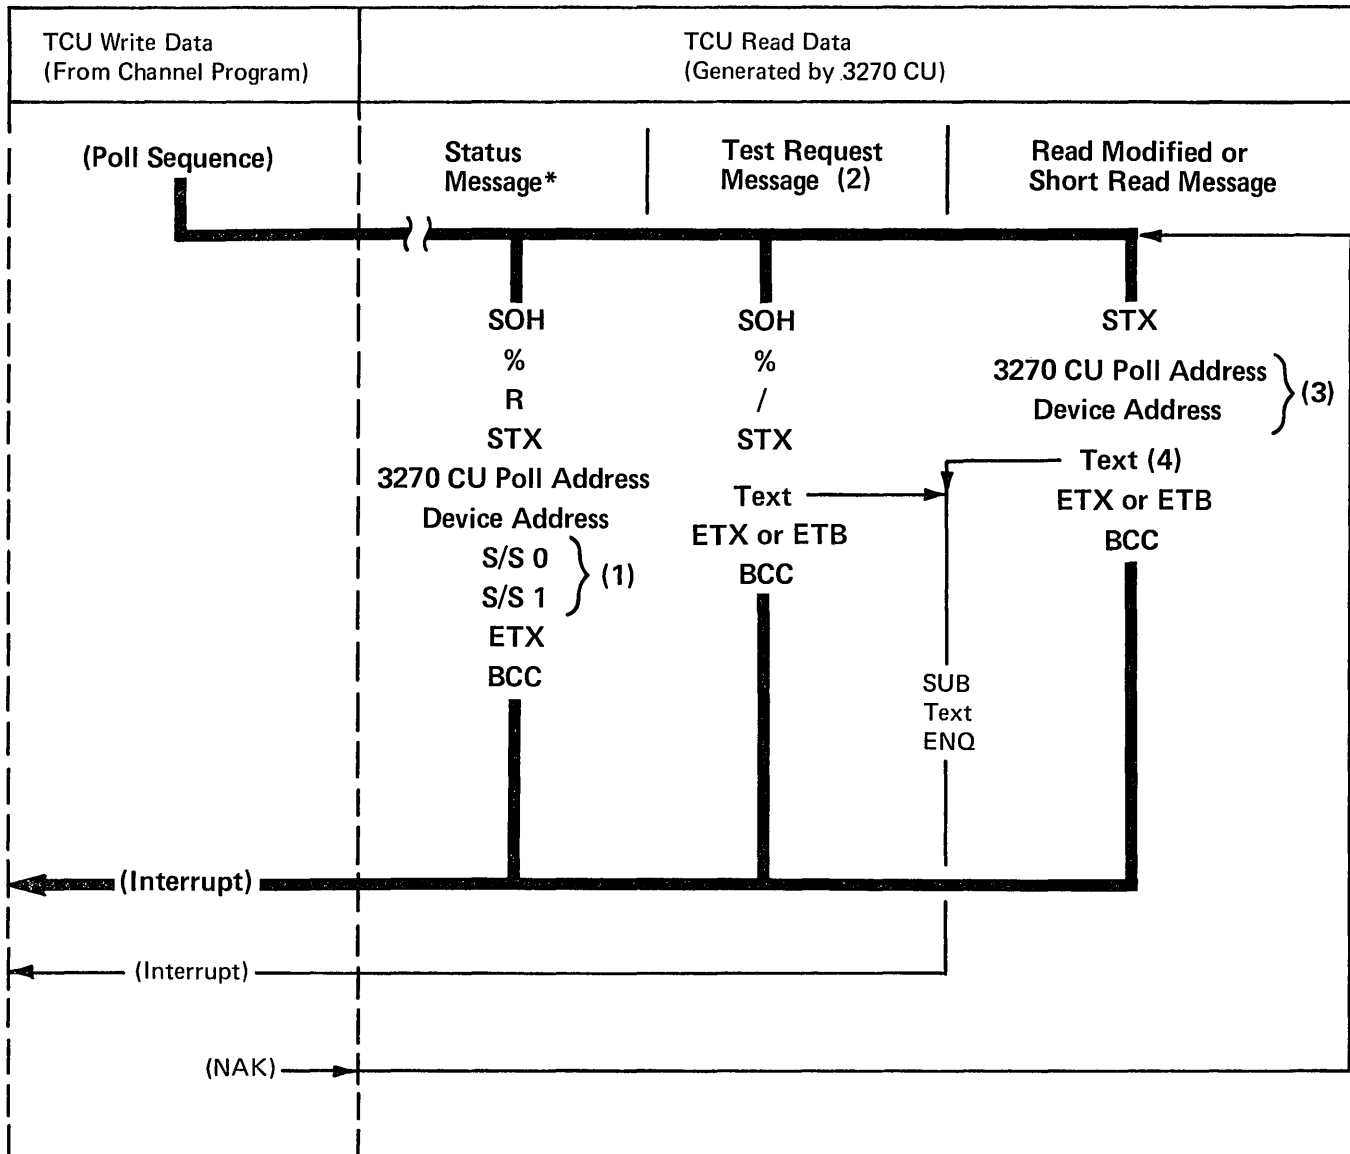 TCU Write Data
(From Channel Program)
TCU Read Data
(Generated by 3270 CU)
(Poll Sequence)
Status
Message*
Test Request
Message (2)
Read Modified or
Short Read Message
SOH
%
R
STX
3270 CU Poll Address
Device Address
S/S 0
S/S 1
(1)
ETX
BCC
SOH
%
/
STX
Text
ETX or ETB
BCC
STX
3270 CU Poll Address
Device Address
(3)
Text (4)
ETX or ETB
BCC
SUB
Text
ENQ
(Interrupt)
(Interrupt)
(NAK)